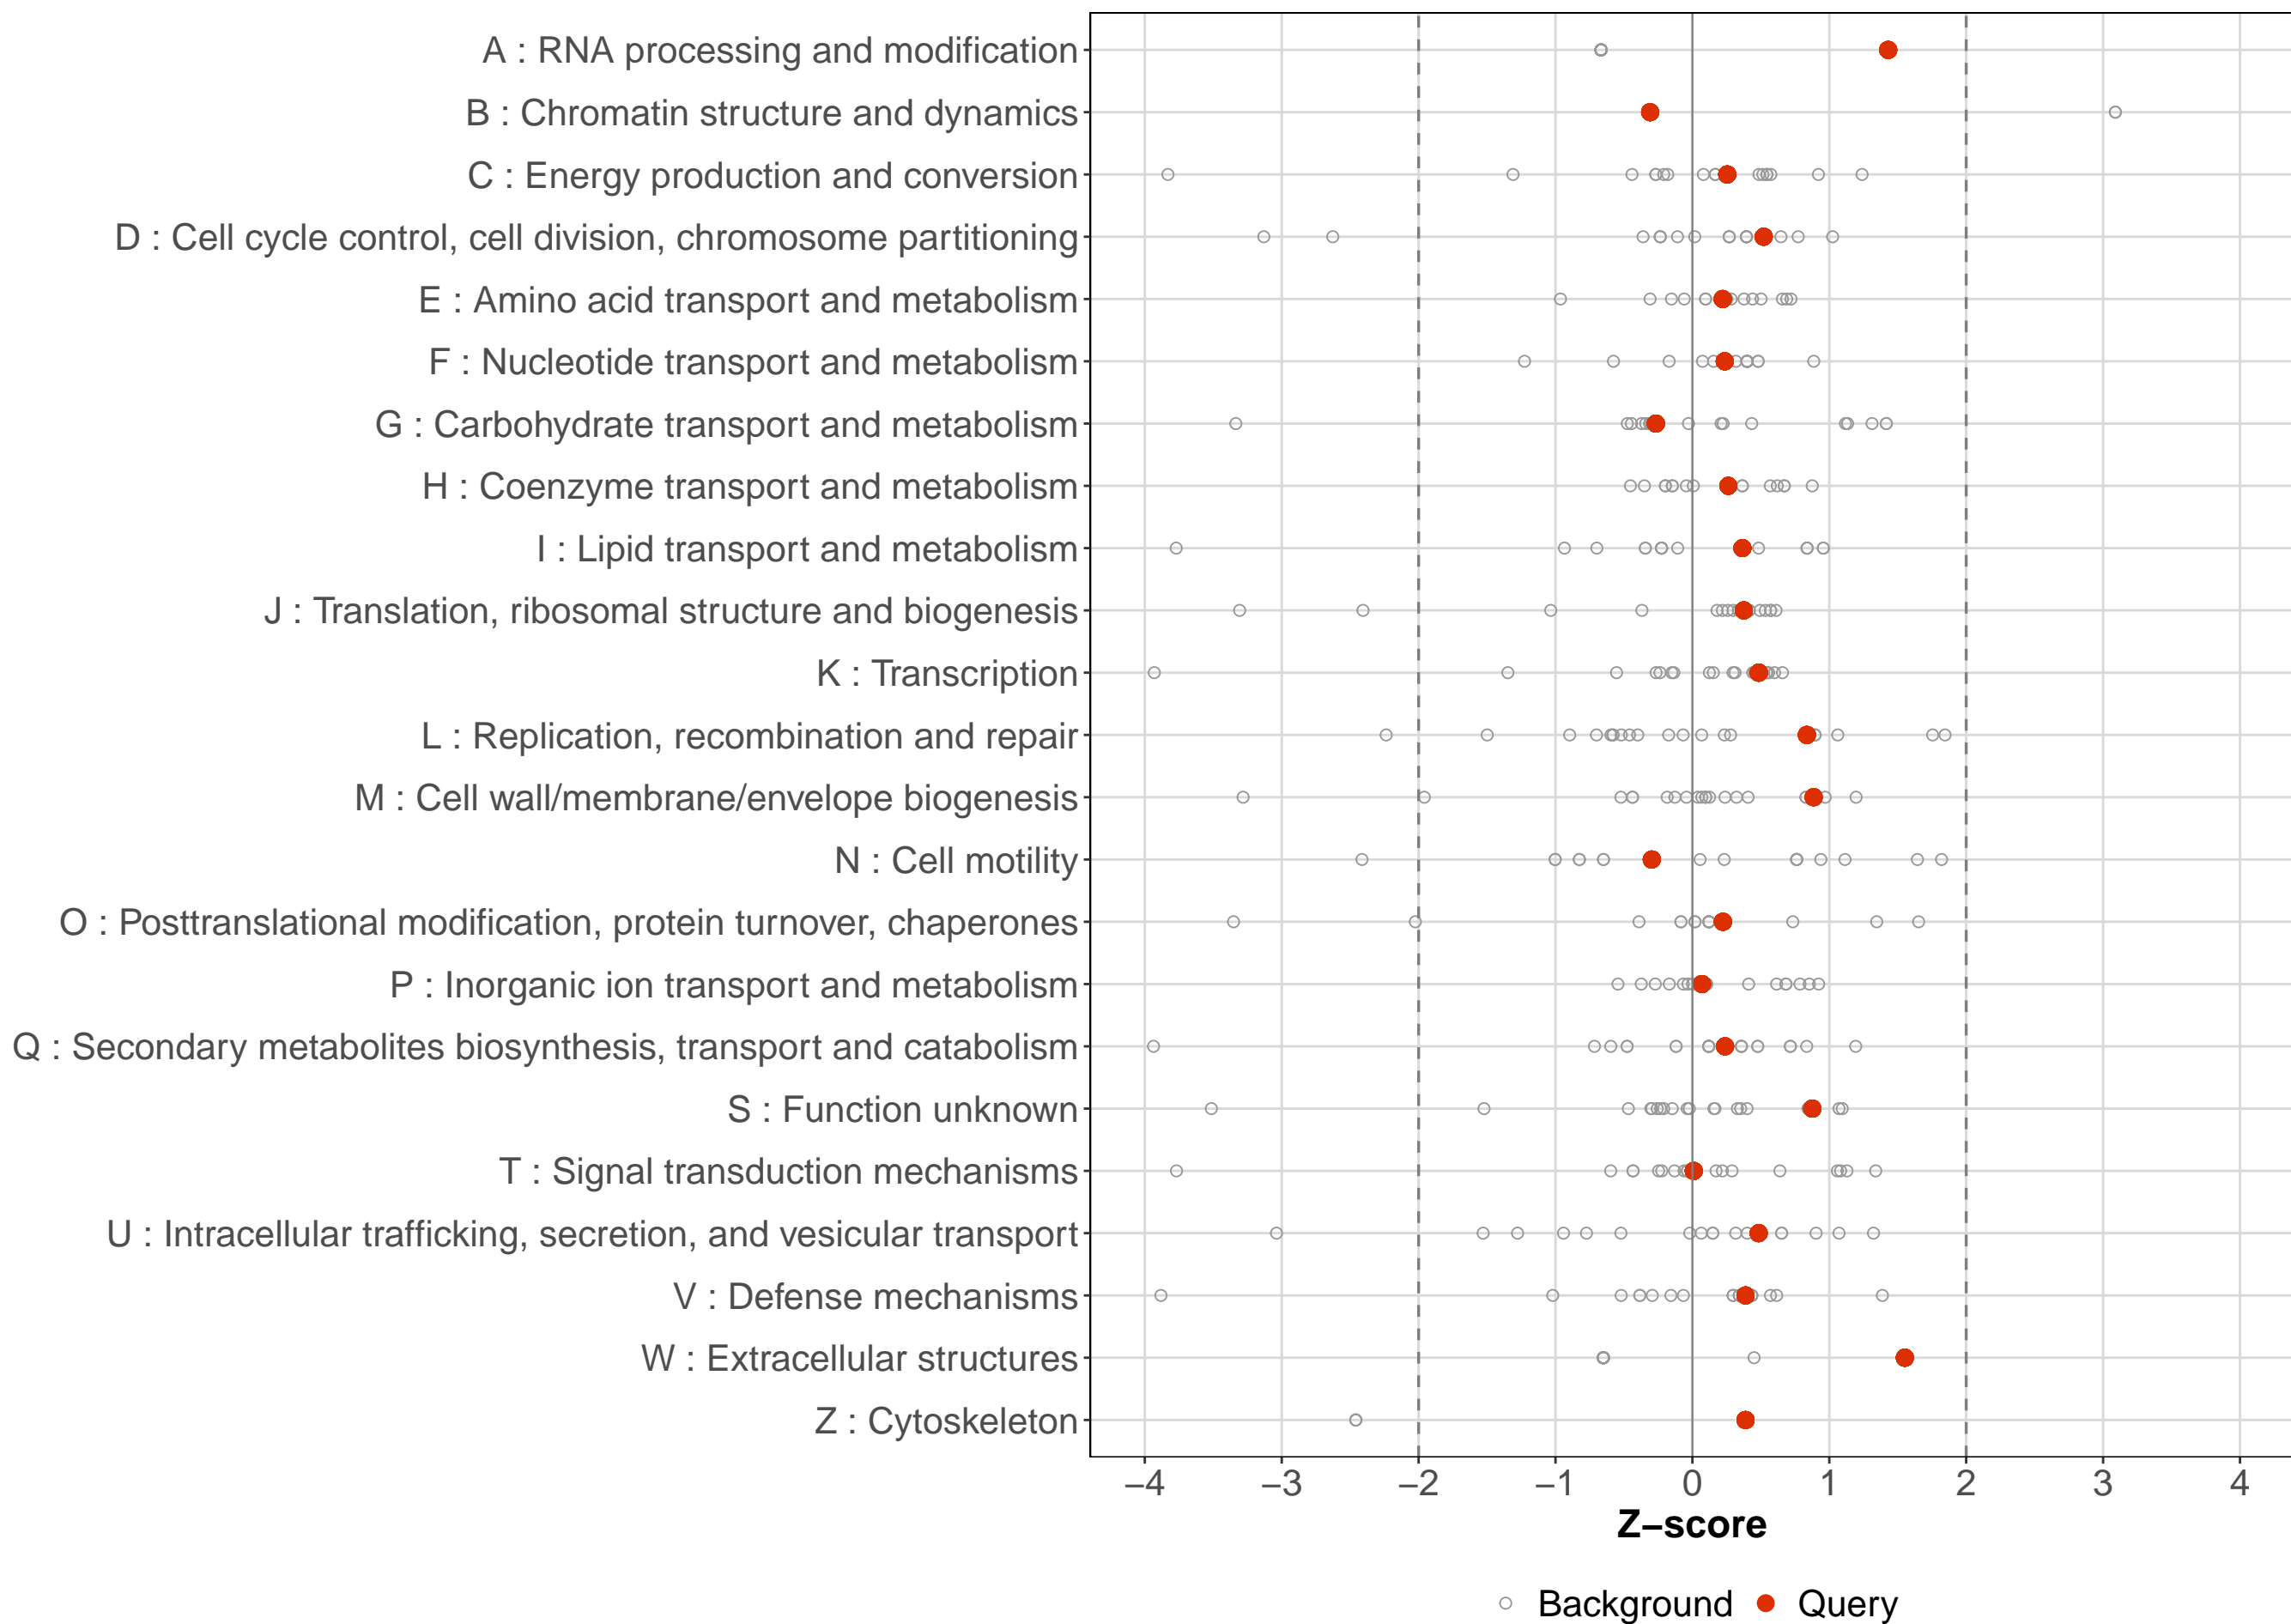 A : RNA processing and modification
B : Chromatin structure and dynamics
C : Energy production and conversion
D : Cell cycle control, cell division, chromosome partitioning
E : Amino acid transport and metabolism
F : Nucleotide transport and metabolism
G : Carbohydrate transport and metabolism
H : Coenzyme transport and metabolism
I : Lipid transport and metabolism
J : Translation, ribosomal structure and biogenesis
K : Transcription
L : Replication, recombination and repair
M : Cell wall/membrane/envelope biogenesis
N : Cell motility
O : Posttranslational modification, protein turnover, chaperones
P : Inorganic ion transport and metabolism
Q : Secondary metabolites biosynthesis, transport and catabolism
S : Function unknown
T : Signal transduction mechanisms
U : Intracellular trafficking, secretion, and vesicular transport
V : Defense mechanisms
W : Extracellular structures
Z : Cytoskeleton
−4 −3 −2 −1 0 1 2 3 4
Z−score
Background Query